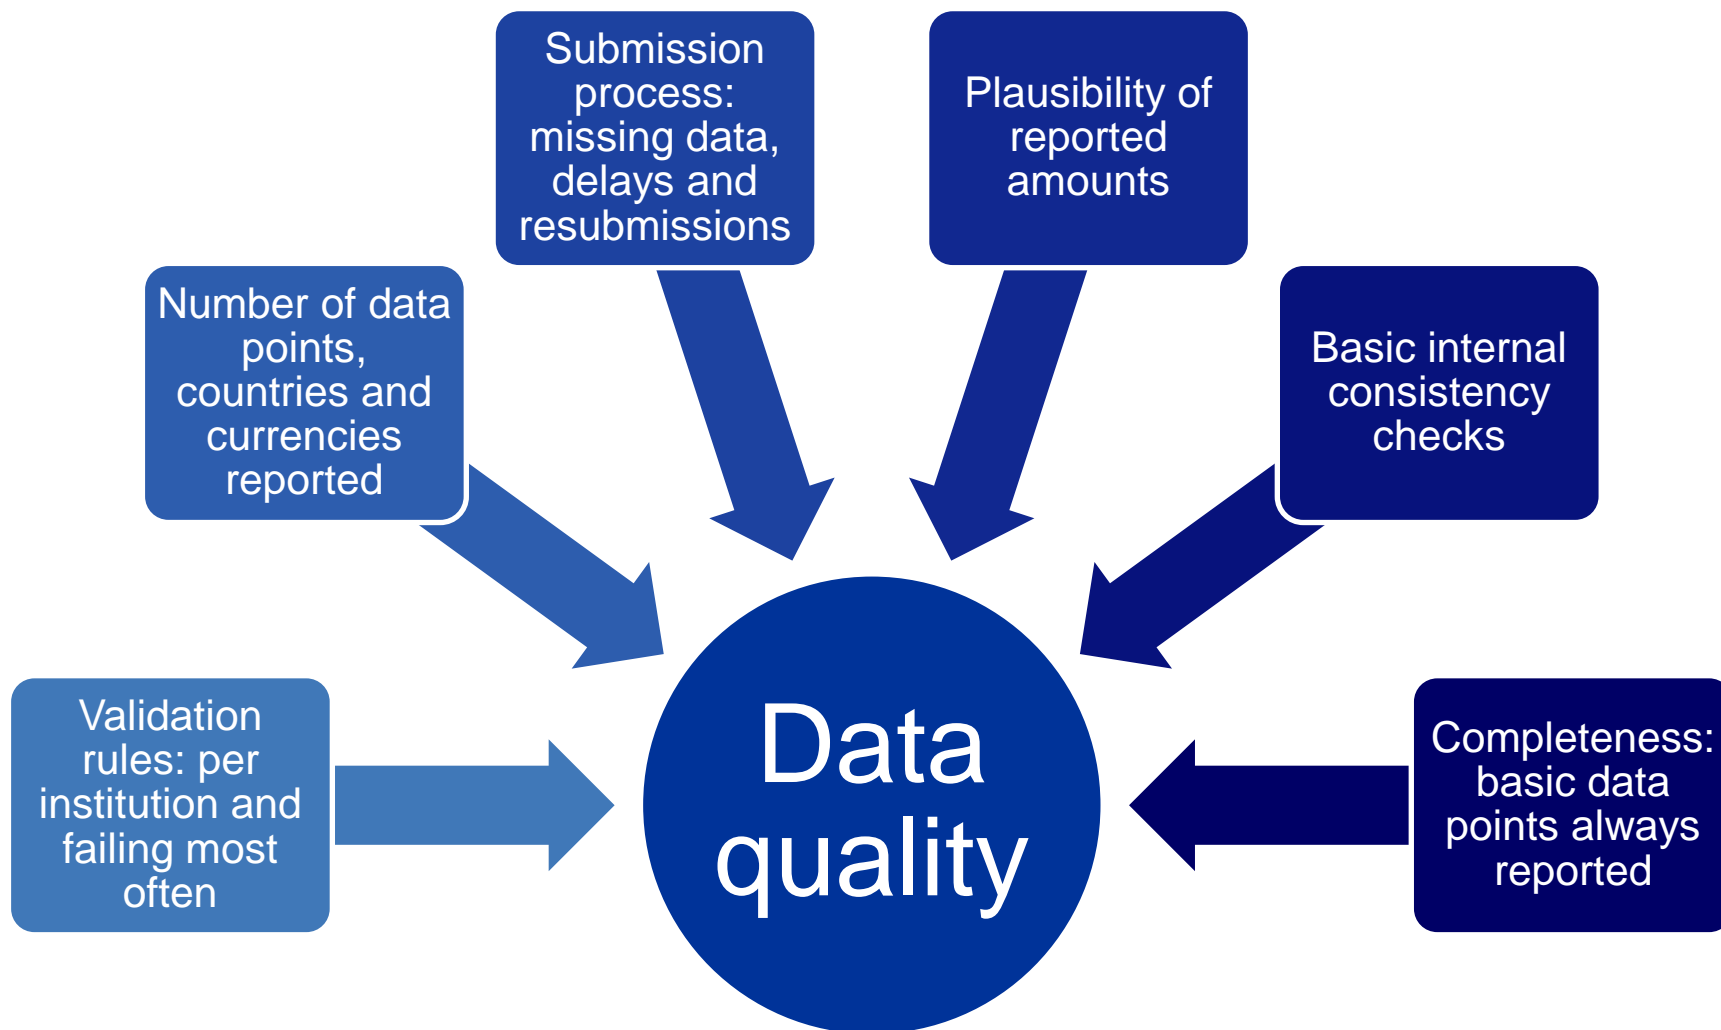 Submission
process:
missing data,
delays and
resubmissions
Plausibility of
reported
amounts
Number of data
points,
countries and
currencies
reported
Basic internal
consistency
checks
Validation
rules: per
institution and
failing most
often
Data
quality
Completeness:
basic data
points always
reported